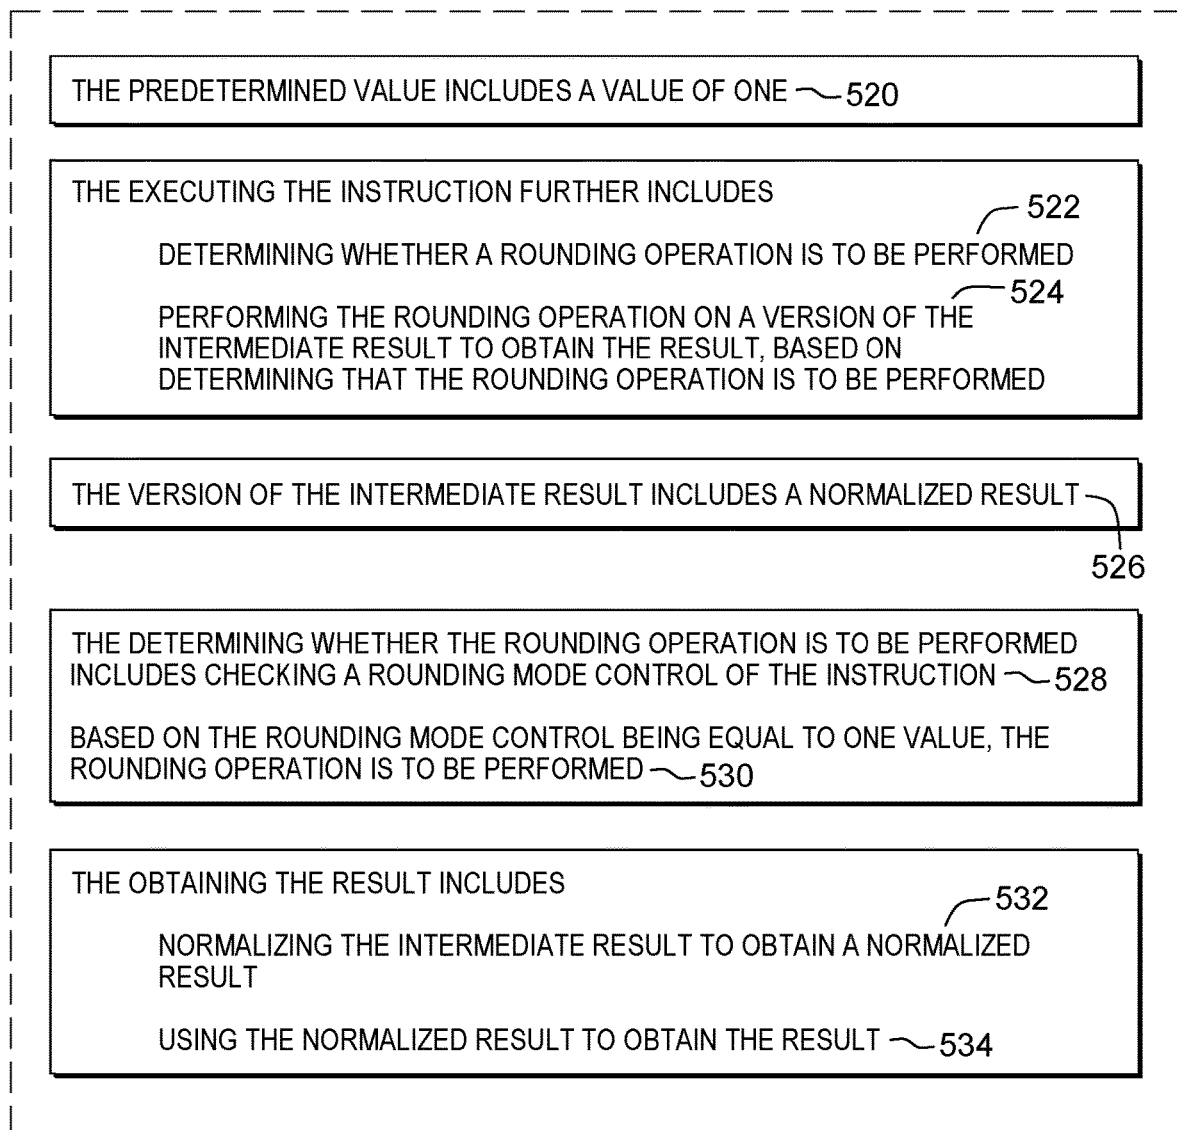 THE PREDETERMINED VALUE INCLUDES A VALUE OF ONE 520
THE EXECUTING THE INSTRUCTION FURTHER INCLUDES
522
DETERMINING WHETHER A ROUNDING OPERATION IS TO BE PERFORMED
524
PERFORMING THE ROUNDING OPERATION ON A VERSION OF THE
INTERMEDIATE RESULT TO OBTAIN THE RESULT, BASED ON
DETERMINING THAT THE ROUNDING OPERATION IS TO BE PERFORMED
THE VERSION OF THE INTERMEDIATE RESULT INCLUDES A NORMALIZED RESULT
526
THE DETERMINING WHETHER THE ROUNDING OPERATION IS TO BE PERFORMED
INCLUDES CHECKING A ROUNDING MODE CONTROL OF THE INSTRUCTION 528
BASED ON THE ROUNDING MODE CONTROL BEING EQUAL TO ONE VALUE, THE
ROUNDING OPERATION IS TO BE PERFORMED 530
THE OBTAINING THE RESULT INCLUDES
532
NORMALIZING THE INTERMEDIATE RESULT TO OBTAIN A NORMALIZED
RESULT
USING THE NORMALIZED RESULT TO OBTAIN THE RESULT 534